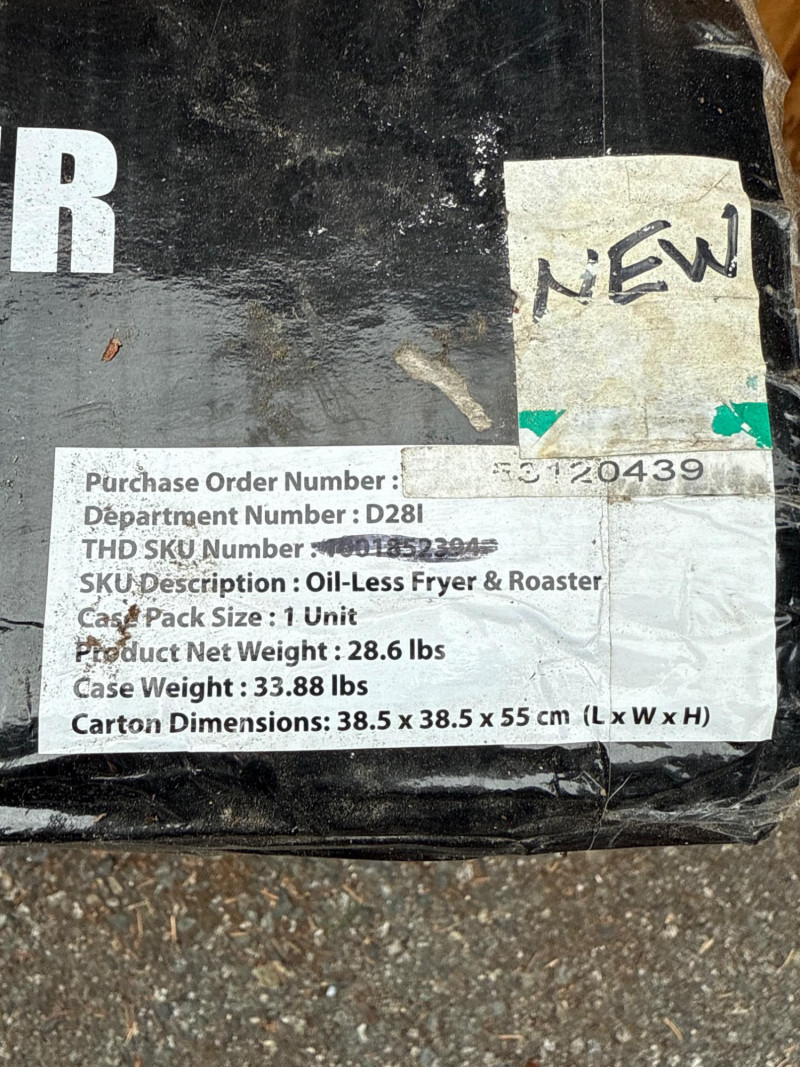 R
NEW
Purchase Order Number : 53120439
Department Number : D28I
THD SKU Number :
SKU Description : Oil-Less Fryer & Roaster
Case Pack Size : 1 Unit
Product Net Weight : 28.6 lbs
Case Weight : 33.88 lbs
Carton Dimensions: 38.5 x 38.5 x 55 cm (L x W x H)